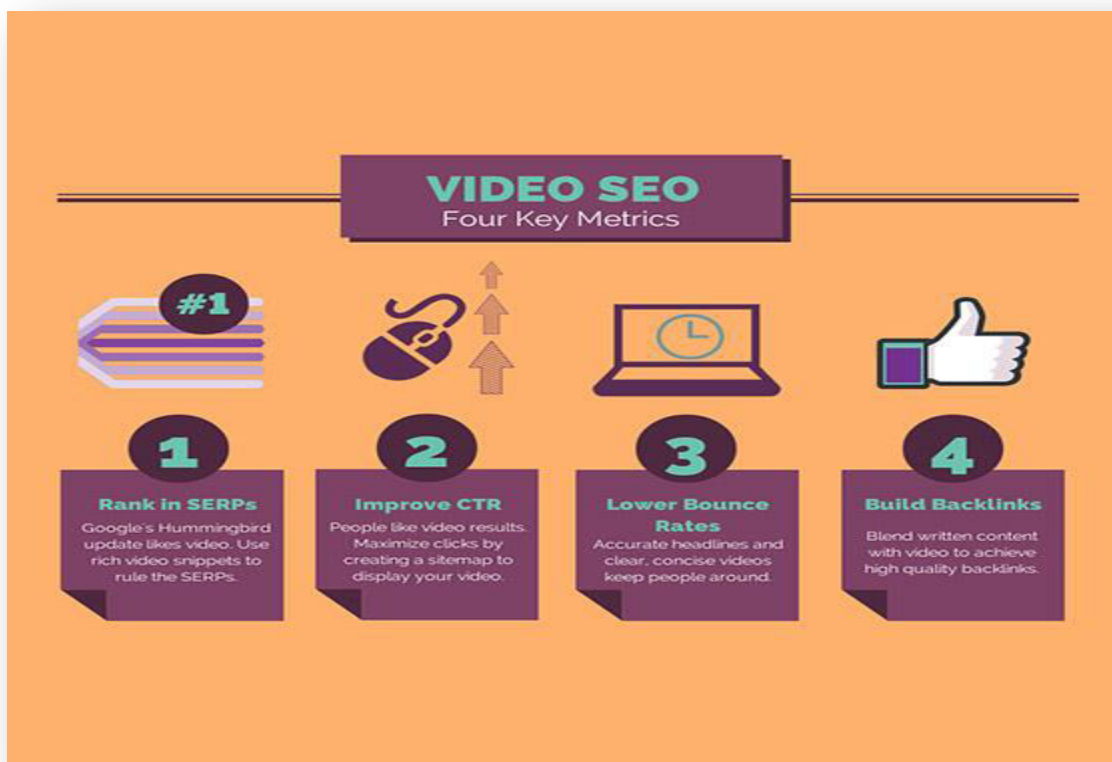 VIDEO SEO
Four Key Metrics
#1
1
Rank in SERPs
Google's Hummingbird
update likes video. Use
rich video snippets to
rule the SERPs.
2
Improve CTR
People like video results.
Maximize clicks by
creating a sitemap to
display your video.
3
Lower Bounce
Rates
Accurate headlines and
clear, concise videos
keep people around.
4
Build Backlinks
Blend written content
with video to achieve
high quality backlinks.